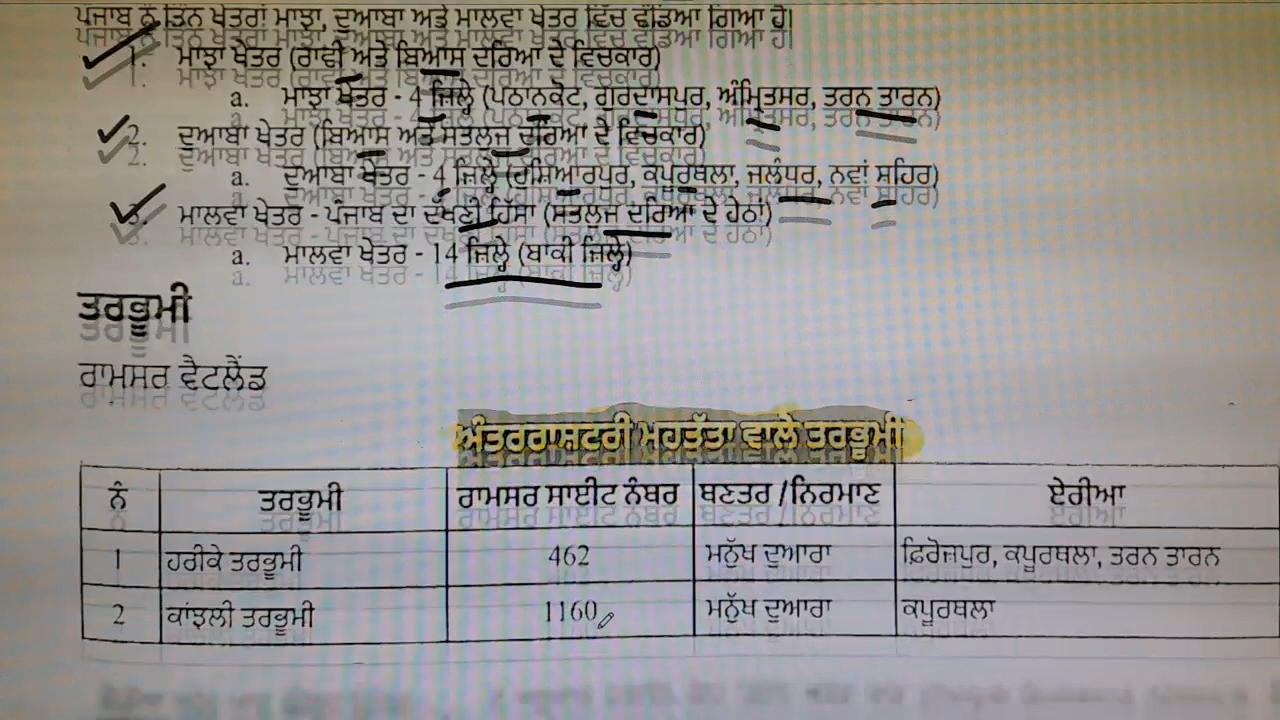 ਪੰਜਾਬ ਨੂੰ ਤਿੰਨ ਖੇਤਰਾਂ ਮਾਝਾ, ਦੁਆਬਾ ਅਤੇ ਮਾਲਵਾ ਖੇਤਰ ਵਿੱਚ ਵੰਡਿਆ ਗਿਆ ਹੈ।
1. ਮਾਝਾ ਖੇਤਰ (ਰਾਵੀ ਅਤੇ ਬਿਆਸ ਦਰਿਆ ਦੇ ਵਿਚਕਾਰ)
a. ਮਾਝਾ ਖੇਤਰ - 4 ਜ਼ਿਲ੍ਹੇ (ਪਠਾਨਕੋਟ, ਗੁਰਦਾਸਪੁਰ, ਅੰਮ੍ਰਿਤਸਰ, ਤਰਨ ਤਾਰਨ)
2. ਦੁਆਬਾ ਖੇਤਰ (ਬਿਆਸ ਅਤੇ ਸਤਲੁਜ ਦਰਿਆ ਦੇ ਵਿਚਕਾਰ)
a. ਦੁਆਬਾ ਖੇਤਰ - 4 ਜ਼ਿਲ੍ਹੇ (ਹੁਸ਼ਿਆਰਪੁਰ, ਕਪੂਰਥਲਾ, ਜਲੰਧਰ, ਨਵਾਂ ਸ਼ਹਿਰ)
3. ਮਾਲਵਾ ਖੇਤਰ - ਪੰਜਾਬ ਦਾ ਦੱਖਣੀ ਹਿੱਸਾ (ਸਤਲੁਜ ਦਰਿਆ ਦੇ ਹੇਠਾਂ)
a. ਮਾਲਵਾ ਖੇਤਰ - 14 ਜ਼ਿਲ੍ਹੇ (ਬਾਕੀ ਜ਼ਿਲ੍ਹੇ)
ਤਰਭੂਮੀ
ਰਾਮਸਰ ਵੈਟਲੈਂਡ
ਅੰਤਰਰਾਸ਼ਟਰੀ ਮਹਤੱਤਾ ਵਾਲੇ ਤਰਭੂਮੀ
ਨੰ ਤਰਭੂਮੀ ਰਾਮਸਰ ਸਾਈਟ ਨੰਬਰ ਬਣਤਰ /ਨਿਰਮਾਣ ਏਰੀਆ
1 ਹਰੀਕੇ ਤਰਭੂਮੀ 462 ਮਨੁੱਖ ਦੁਆਰਾ ਫ਼ਿਰੋਜ਼ਪੁਰ, ਕਪੂਰਥਲਾ, ਤਰਨ ਤਾਰਨ
2 ਕਾਂਝਲੀ ਤਰਭੂਮੀ 1160 ਮਨੁੱਖ ਦੁਆਰਾ ਕਪੂਰਥਲਾ